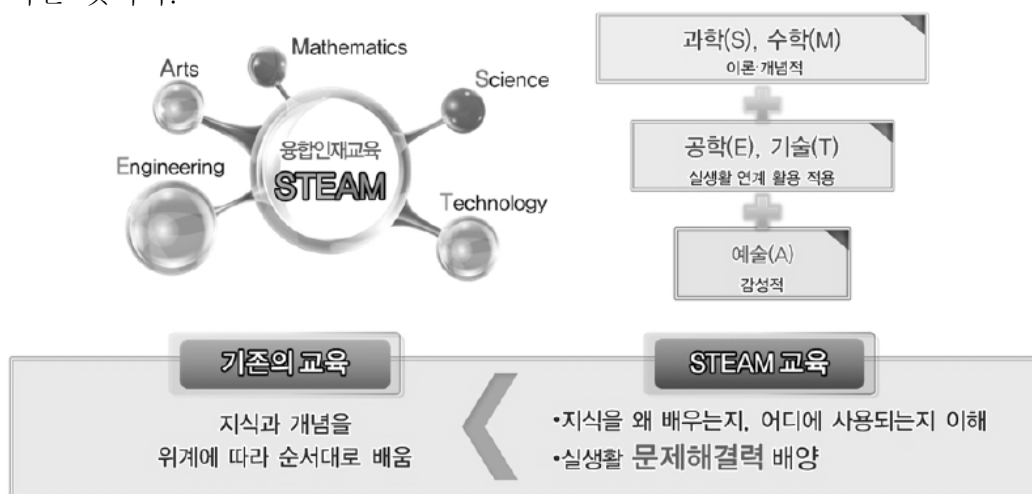 Mathematics
Arts
Science
융합인재교육
STEAM
Engineering
Technology
과학(S), 수학(M)
이론·개념적
공학(E), 기술(T)
실생활 연계 활용 적용
예술(A)
감성적
기존의 교육
지식과 개념을
위계에 따라 순서대로 배움
STEAM 교육
•지식을 왜 배우는지, 어디에 사용되는지 이해
•실생활 문제해결력 배양